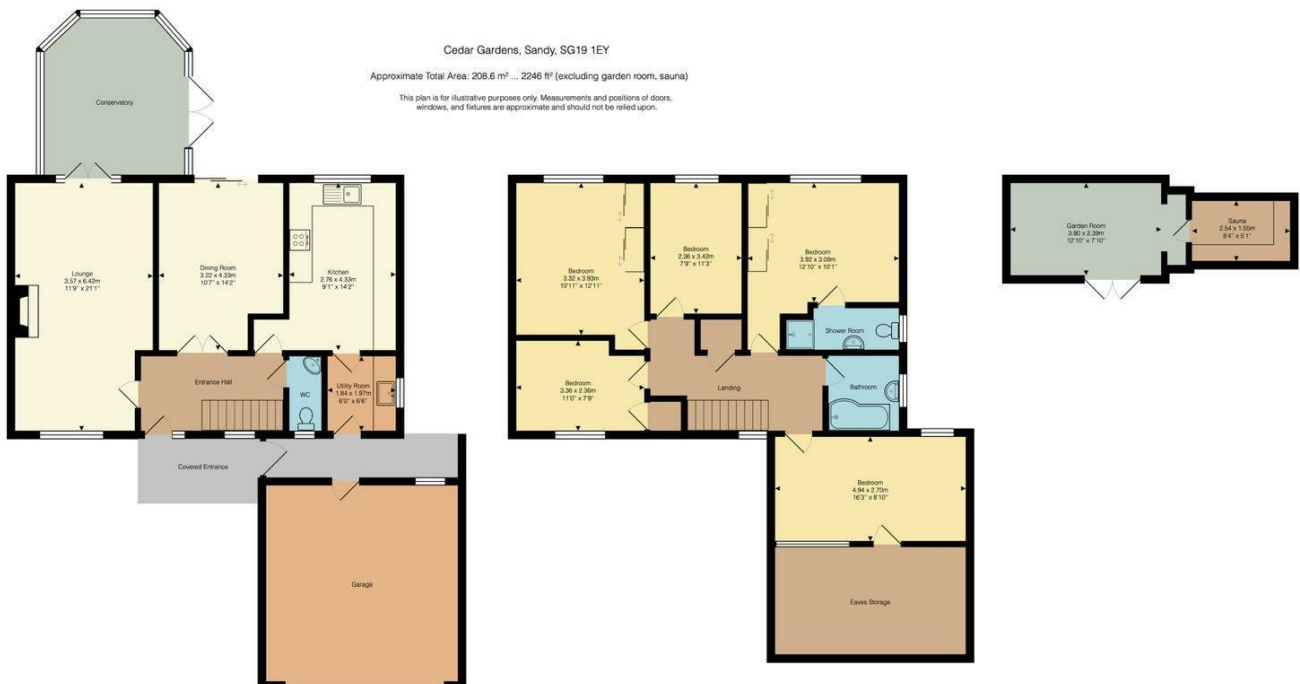 Cedar Gardens, Sandy, SG19 1EY
Approximate Total Area: 208.6 m² ... 2246 ft² (excluding garden room, sauna)
This plan is for illustrative purposes only. Measurements and positions of doors,
windows, and fixtures are approximate and should not be relied upon.
Conservatory
Lounge
3.57 x 6.42m
11'9" x 21'1"
Dining Room
3.22 x 4.33m
10'7" x 14'2"
Kitchen
2.76 x 4.33m
9'1" x 14'2"
Entrance Hall
WC
Utility Room
1.84 x 1.97m
6'0" x 6'6"
Covered Entrance
Garage
Bedroom
3.32 x 3.93m
10'11" x 12'11"
Bedroom
2.36 x 3.42m
7'9" x 11'3"
Bedroom
3.92 x 3.08m
12'10" x 10'1"
Shower Room
Bedroom
3.36 x 2.36m
11'0" x 7'9"
Landing
Bathroom
Bedroom
4.94 x 2.70m
16'3" x 8'10"
Eaves Storage
Garden Room
3.90 x 2.39m
12'10" x 7'10"
Sauna
2.54 x 1.55m
8'4" x 5'1"